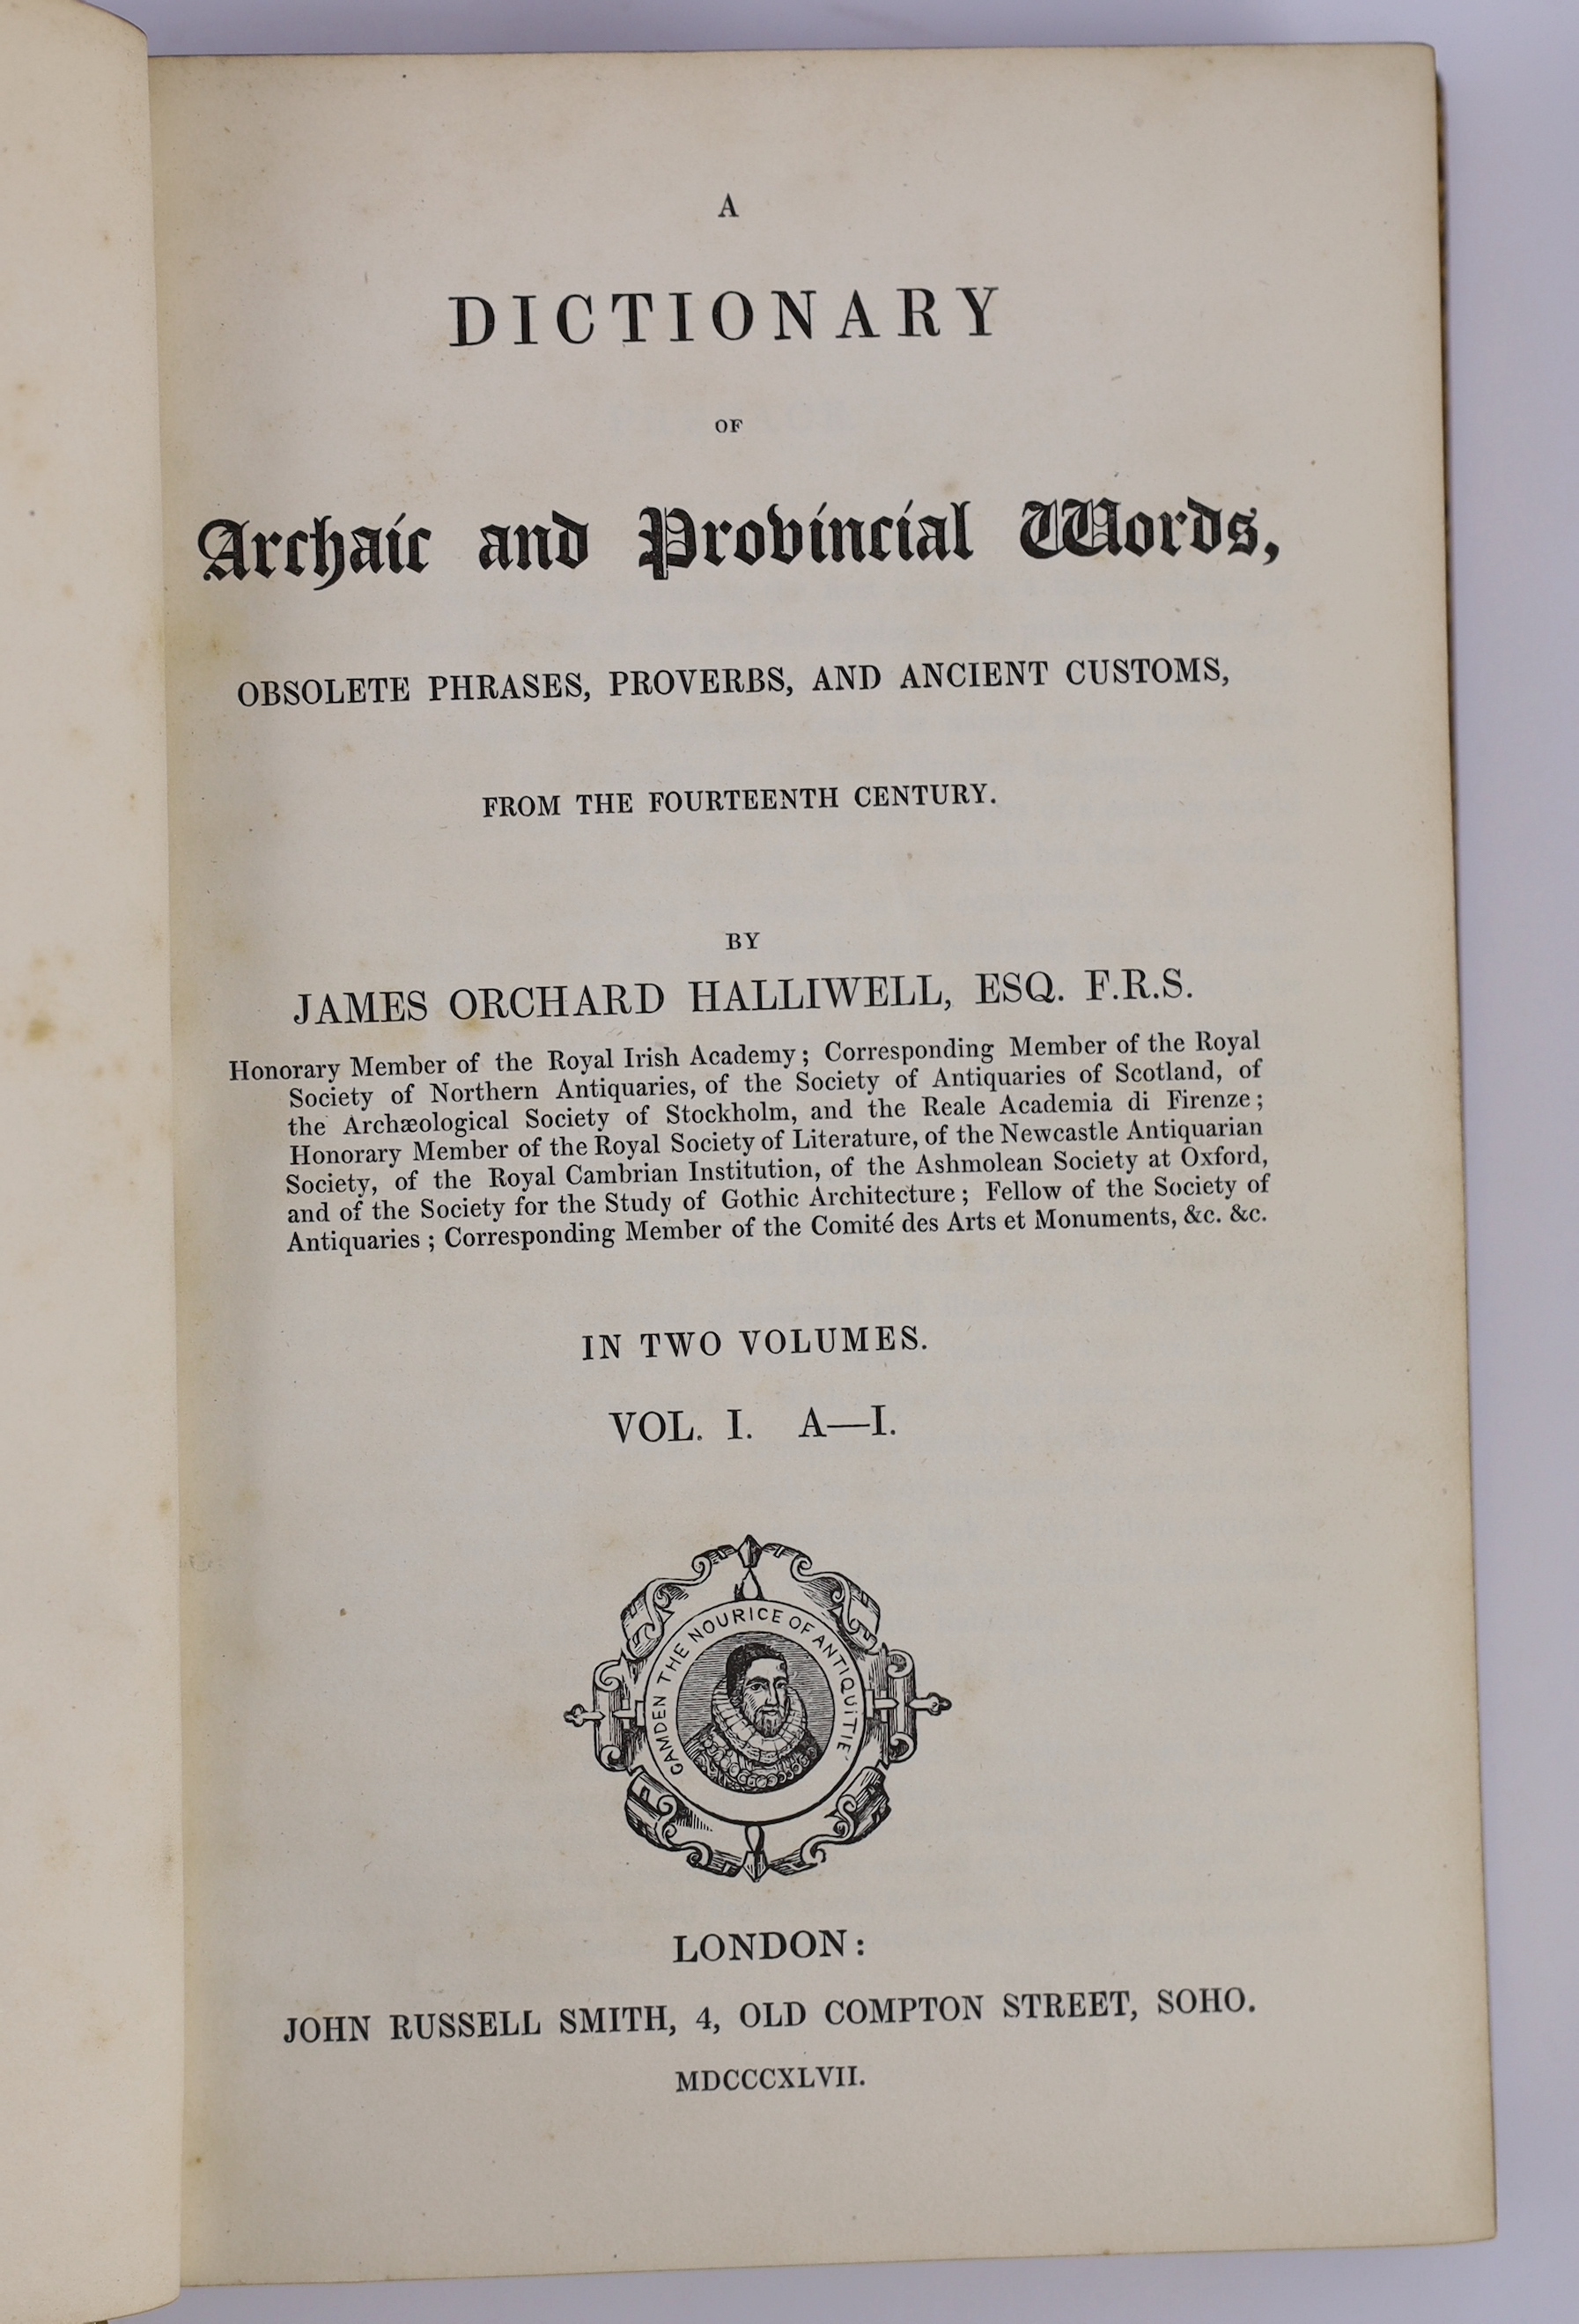 A
DICTIONARY
OF
Archaic and Provincial Words,
OBSOLETE PHRASES, PROVERBS, AND ANCIENT CUSTOMS,
FROM THE FOURTEENTH CENTURY.
BY
JAMES ORCHARD HALLIWELL, ESQ. F.R.S.
Honorary Member of the Royal Irish Academy; Corresponding Member of the Royal
Society of Northern Antiquaries, of the Society of Antiquaries of Scotland, of
the Archæological Society of Stockholm, and the Reale Academia di Firenze;
Honorary Member of the Royal Society of Literature, of the Newcastle Antiquarian
Society, of the Royal Cambrian Institution, of the Ashmolean Society at Oxford,
and of the Society for the Study of Gothic Architecture; Fellow of the Society of
Antiquaries; Corresponding Member of the Comité des Arts et Monuments, &c. &c.
IN TWO VOLUMES.
VOL. I. A—I.
CAMDEN THE NOURICE OF ANTIQUITIE
LONDON:
JOHN RUSSELL SMITH, 4, OLD COMPTON STREET, SOHO.
MDCCCXLVII.